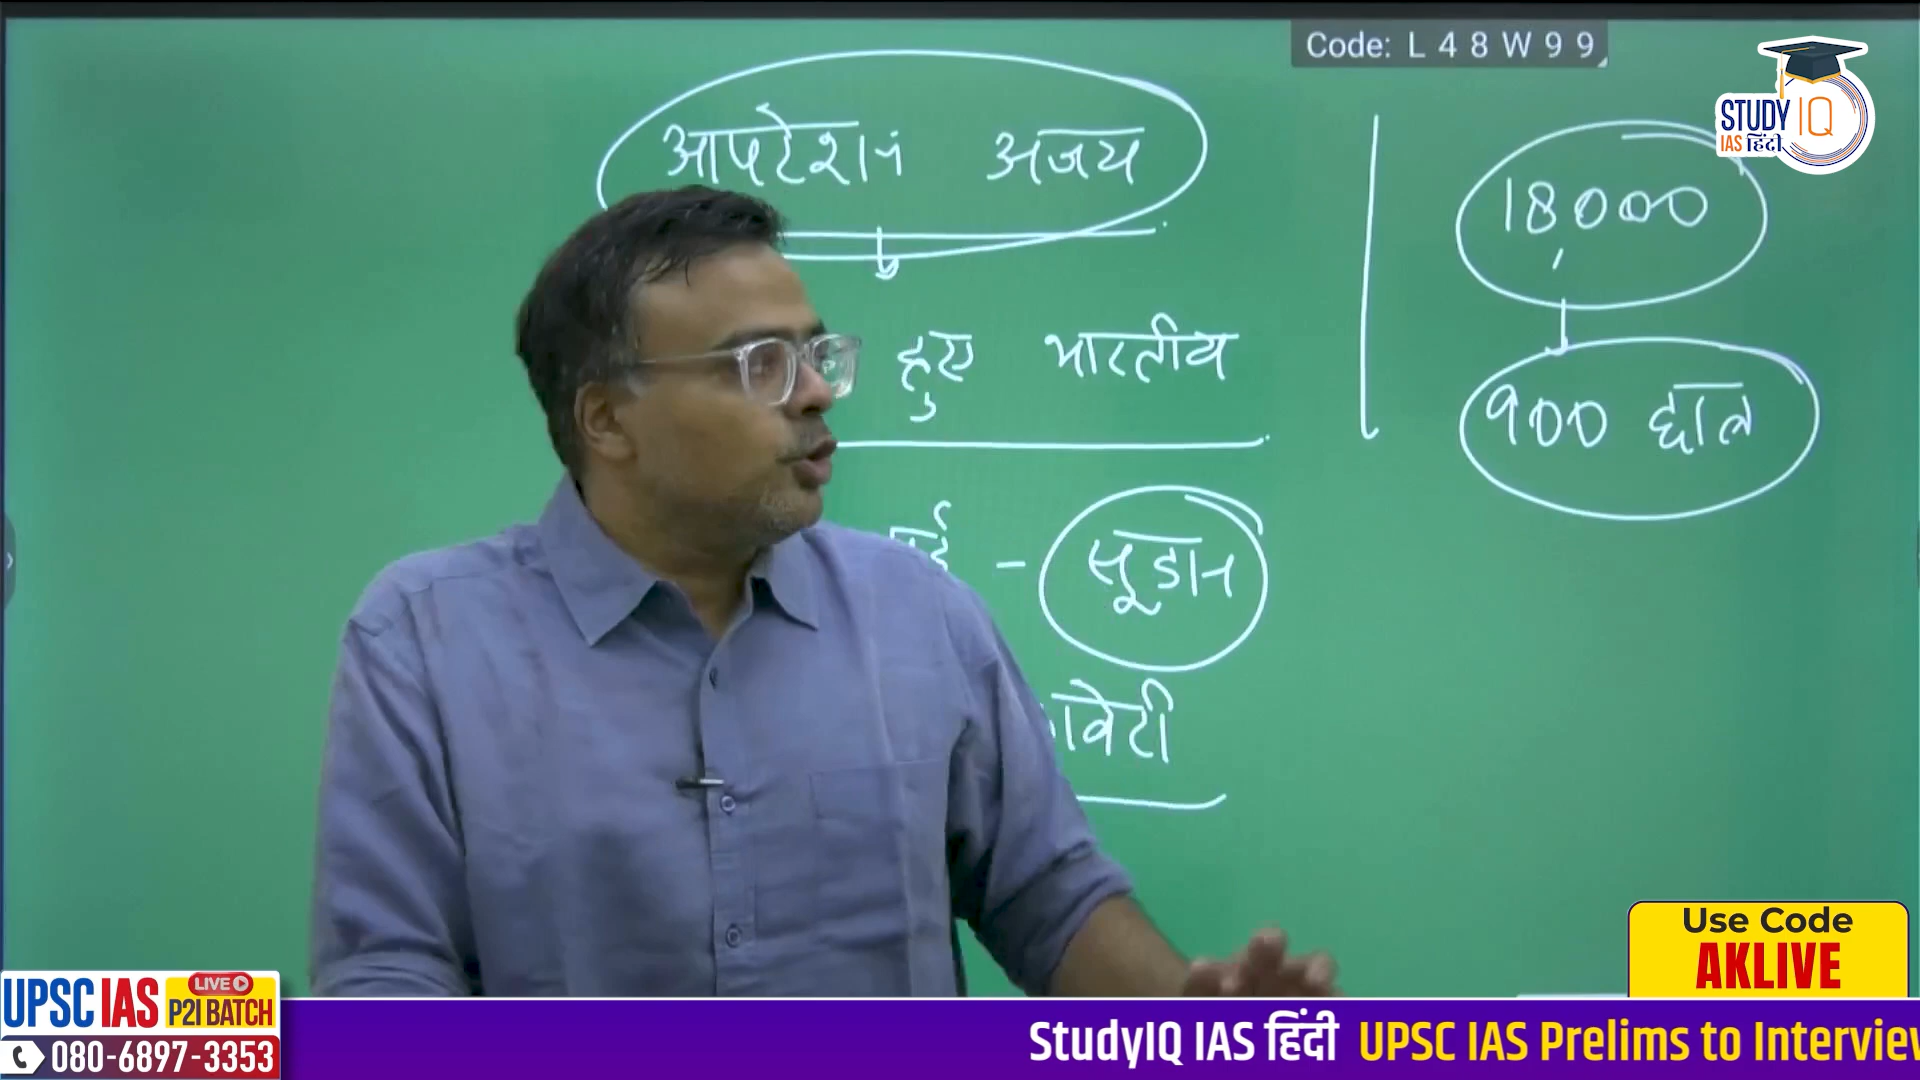 Code: L 4 8 W 9 9
STUDY IQ
IAS हिंदी
आपरेशन अजय
18,000
हुए भारतीय
900 छात्र
सूडान
Use Code
AKLIVE
UPSC IAS LIVE P2I BATCH
080-6897-3353
StudyIQ IAS हिंदी UPSC IAS Prelims to